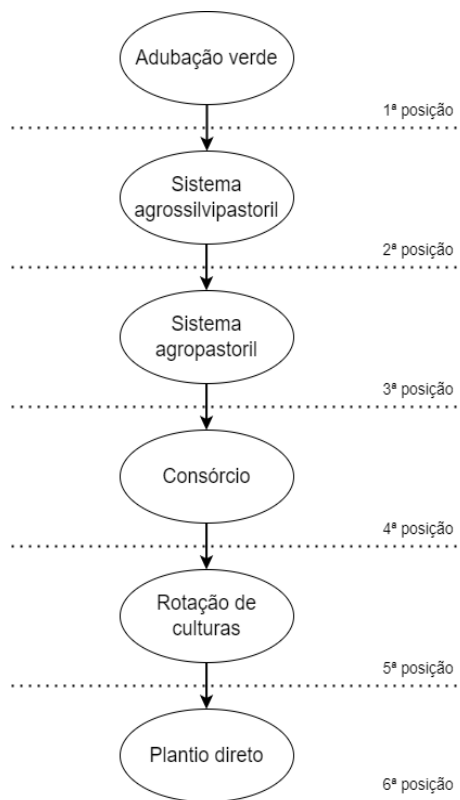 Adubação verde
1ª posição
Sistema
agrossilvipastoril
2ª posição
Sistema
agropastoril
3ª posição
Consórcio
4ª posição
Rotação de
culturas
5ª posição
Plantio direto
6ª posição